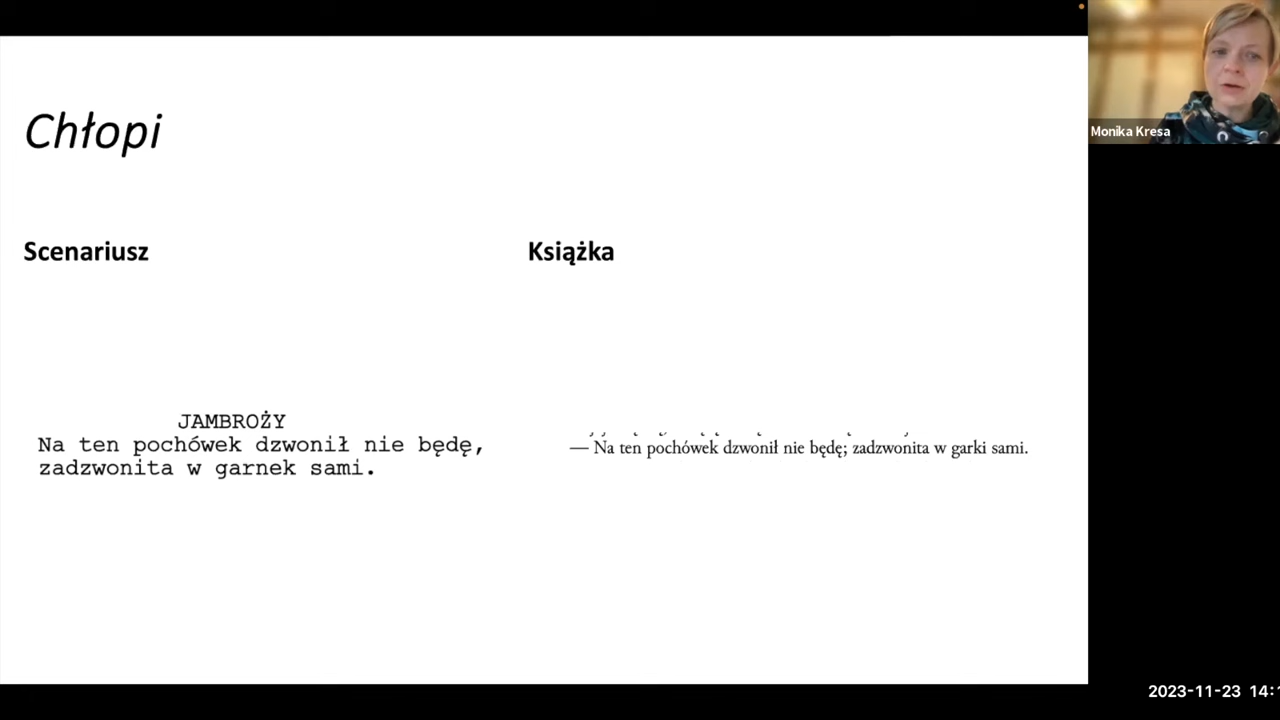 Chłopi
Scenariusz
Książka
JAMBROŻY
Na ten pochówek dzwonił nie będę,
zadzwonita w garnek sami.
— Na ten pochówek dzwonił nie będę; zadzwonita w garki sami.
Monika Kresa
2023-11-23 14:1